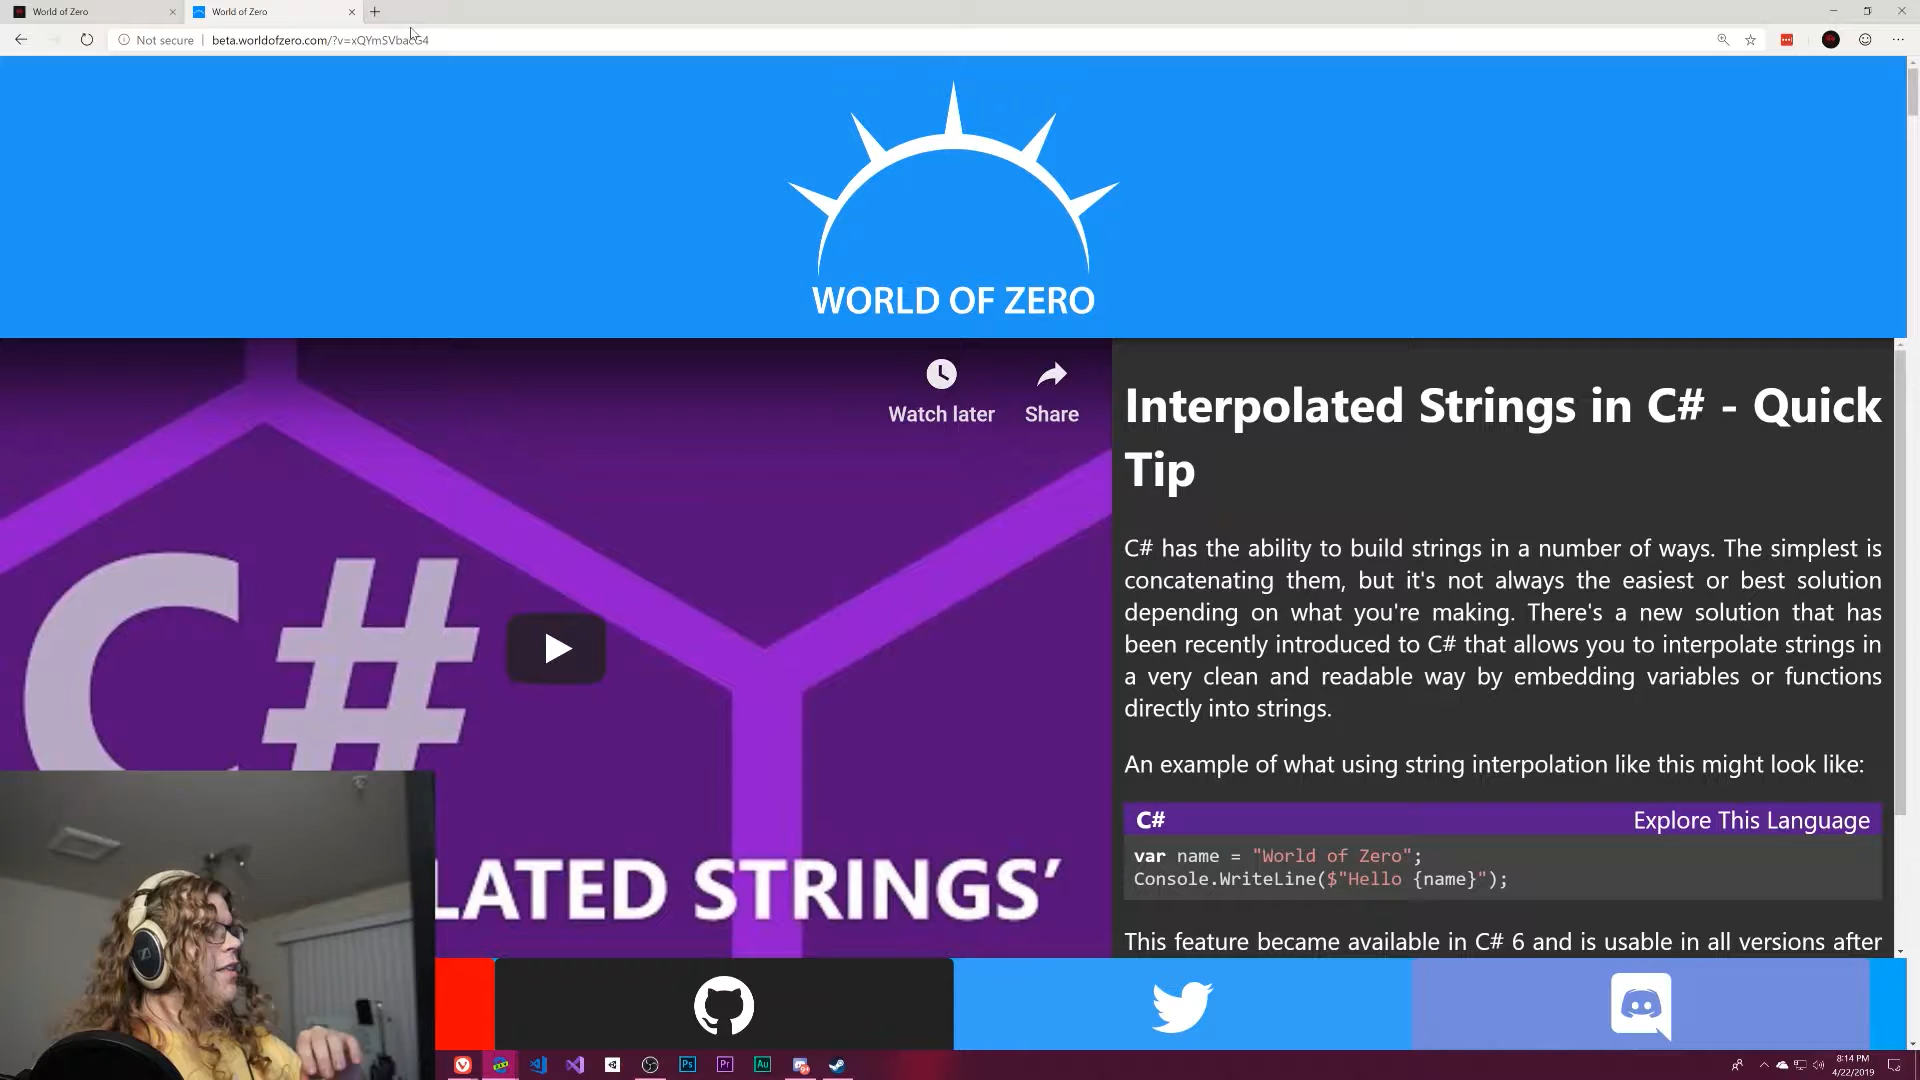 World of Zero
World of Zero
Not secure
beta.worldofzero.com/?v=xQYmSVbacG4
WORLD OF ZERO
Watch later
Share
C#
LATED STRINGS’
Interpolated Strings in C# - Quick
Tip
C# has the ability to build strings in a number of ways. The simplest is
concatenating them, but it's not always the easiest or best solution
depending on what you're making. There's a new solution that has
been recently introduced to C# that allows you to interpolate strings in
a very clean and readable way by embedding variables or functions
directly into strings.
An example of what using string interpolation like this might look like:
C#
Explore This Language
var name = "World of Zero";
Console.WriteLine($"Hello {name}");
This feature became available in C# 6 and is usable in all versions after
Ps
Pr
Au
8:14 PM
4/22/2019